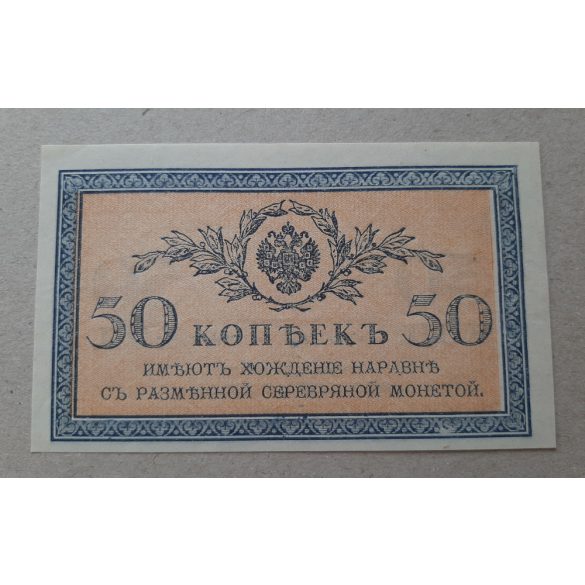 50 КОПѢЕКЪ 50
ИМѢЮТЪ ХОЖДЕНІЕ НАРАВНѢ
СЪ РАЗМѢННОЙ СЕРЕБРЯНОЙ МОНЕТОЙ.